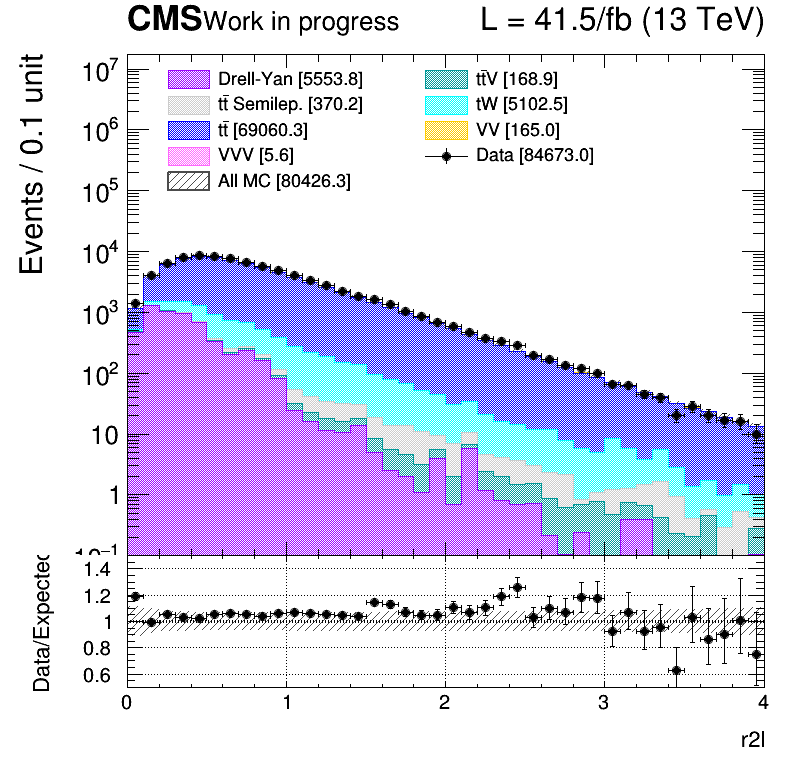 CMS Work in progress L = 41.5/fb (13 TeV)
Events / 0.1 unit
10⁷
10⁶
10⁵
10⁴
10³
10²
10
1
10⁻¹
Drell-Yan [5553.8]
tt̄ Semilep. [370.2]
tt̄ [69060.3]
VVV [5.6]
All MC [80426.3]
tt̄V [168.9]
tW [5102.5]
VV [165.0]
Data [84673.0]
Data/Expected
1.4
1.2
1
0.8
0.6
0 1 2 3 4
r2l